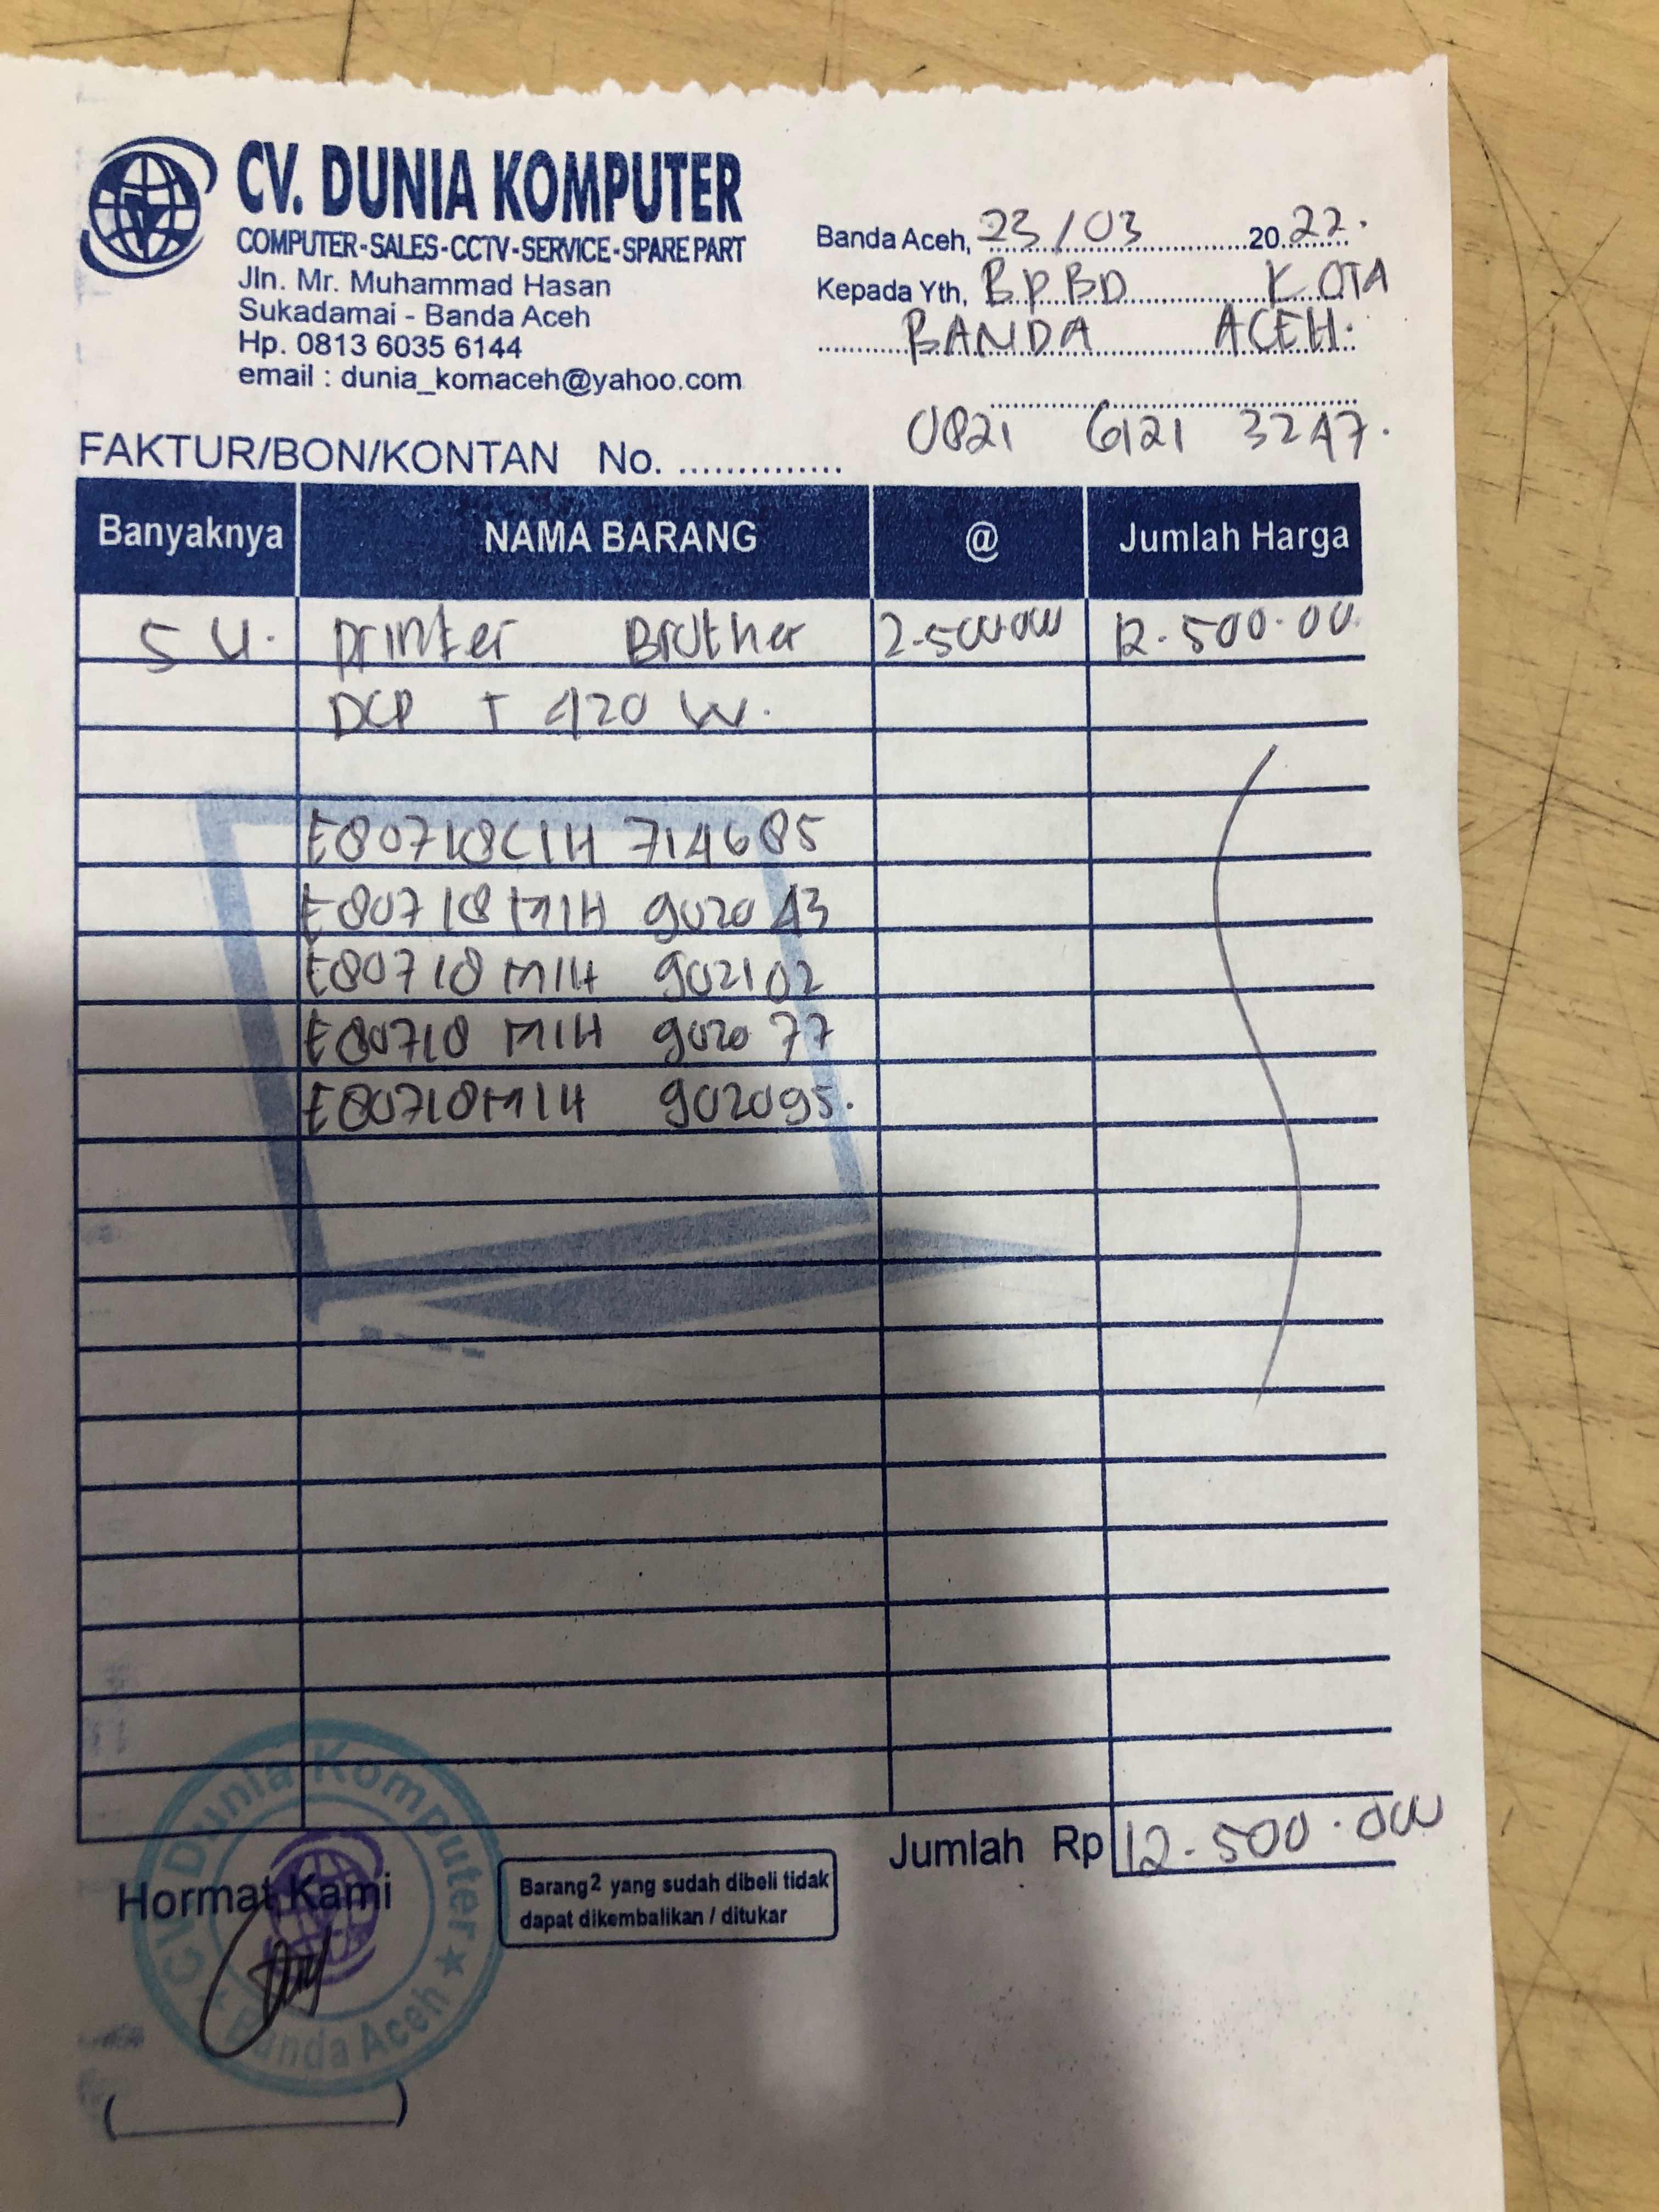 CV. DUNIA KOMPUTER
COMPUTER-SALES-CCTV-SERVICE-SPARE PART
Jln. Mr. Muhammad Hasan
Sukadamai - Banda Aceh
Hp. 0813 6035 6144
email : dunia_komaceh@yahoo.com
Banda Aceh, 23/03 2022.
Kepada Yth, BPBD KOTA
BANDA ACEH.
0821 6121 3247.
FAKTUR/BON/KONTAN No. ...............
Banyaknya NAMA BARANG @ Jumlah Harga
5 U. Printer Brother 2.500.000 12.500.00
DCP T 420 W.
E80718C1H 714685
E80718M1H 902043
E80718M1H 902102
E80718M1H 902077
E80718M1H 902095.
Jumlah Rp 12.500.000
Hormat Kami
Barang2 yang sudah dibeli tidak
dapat dikembalikan / ditukar
Dunia Komputer
Banda Aceh